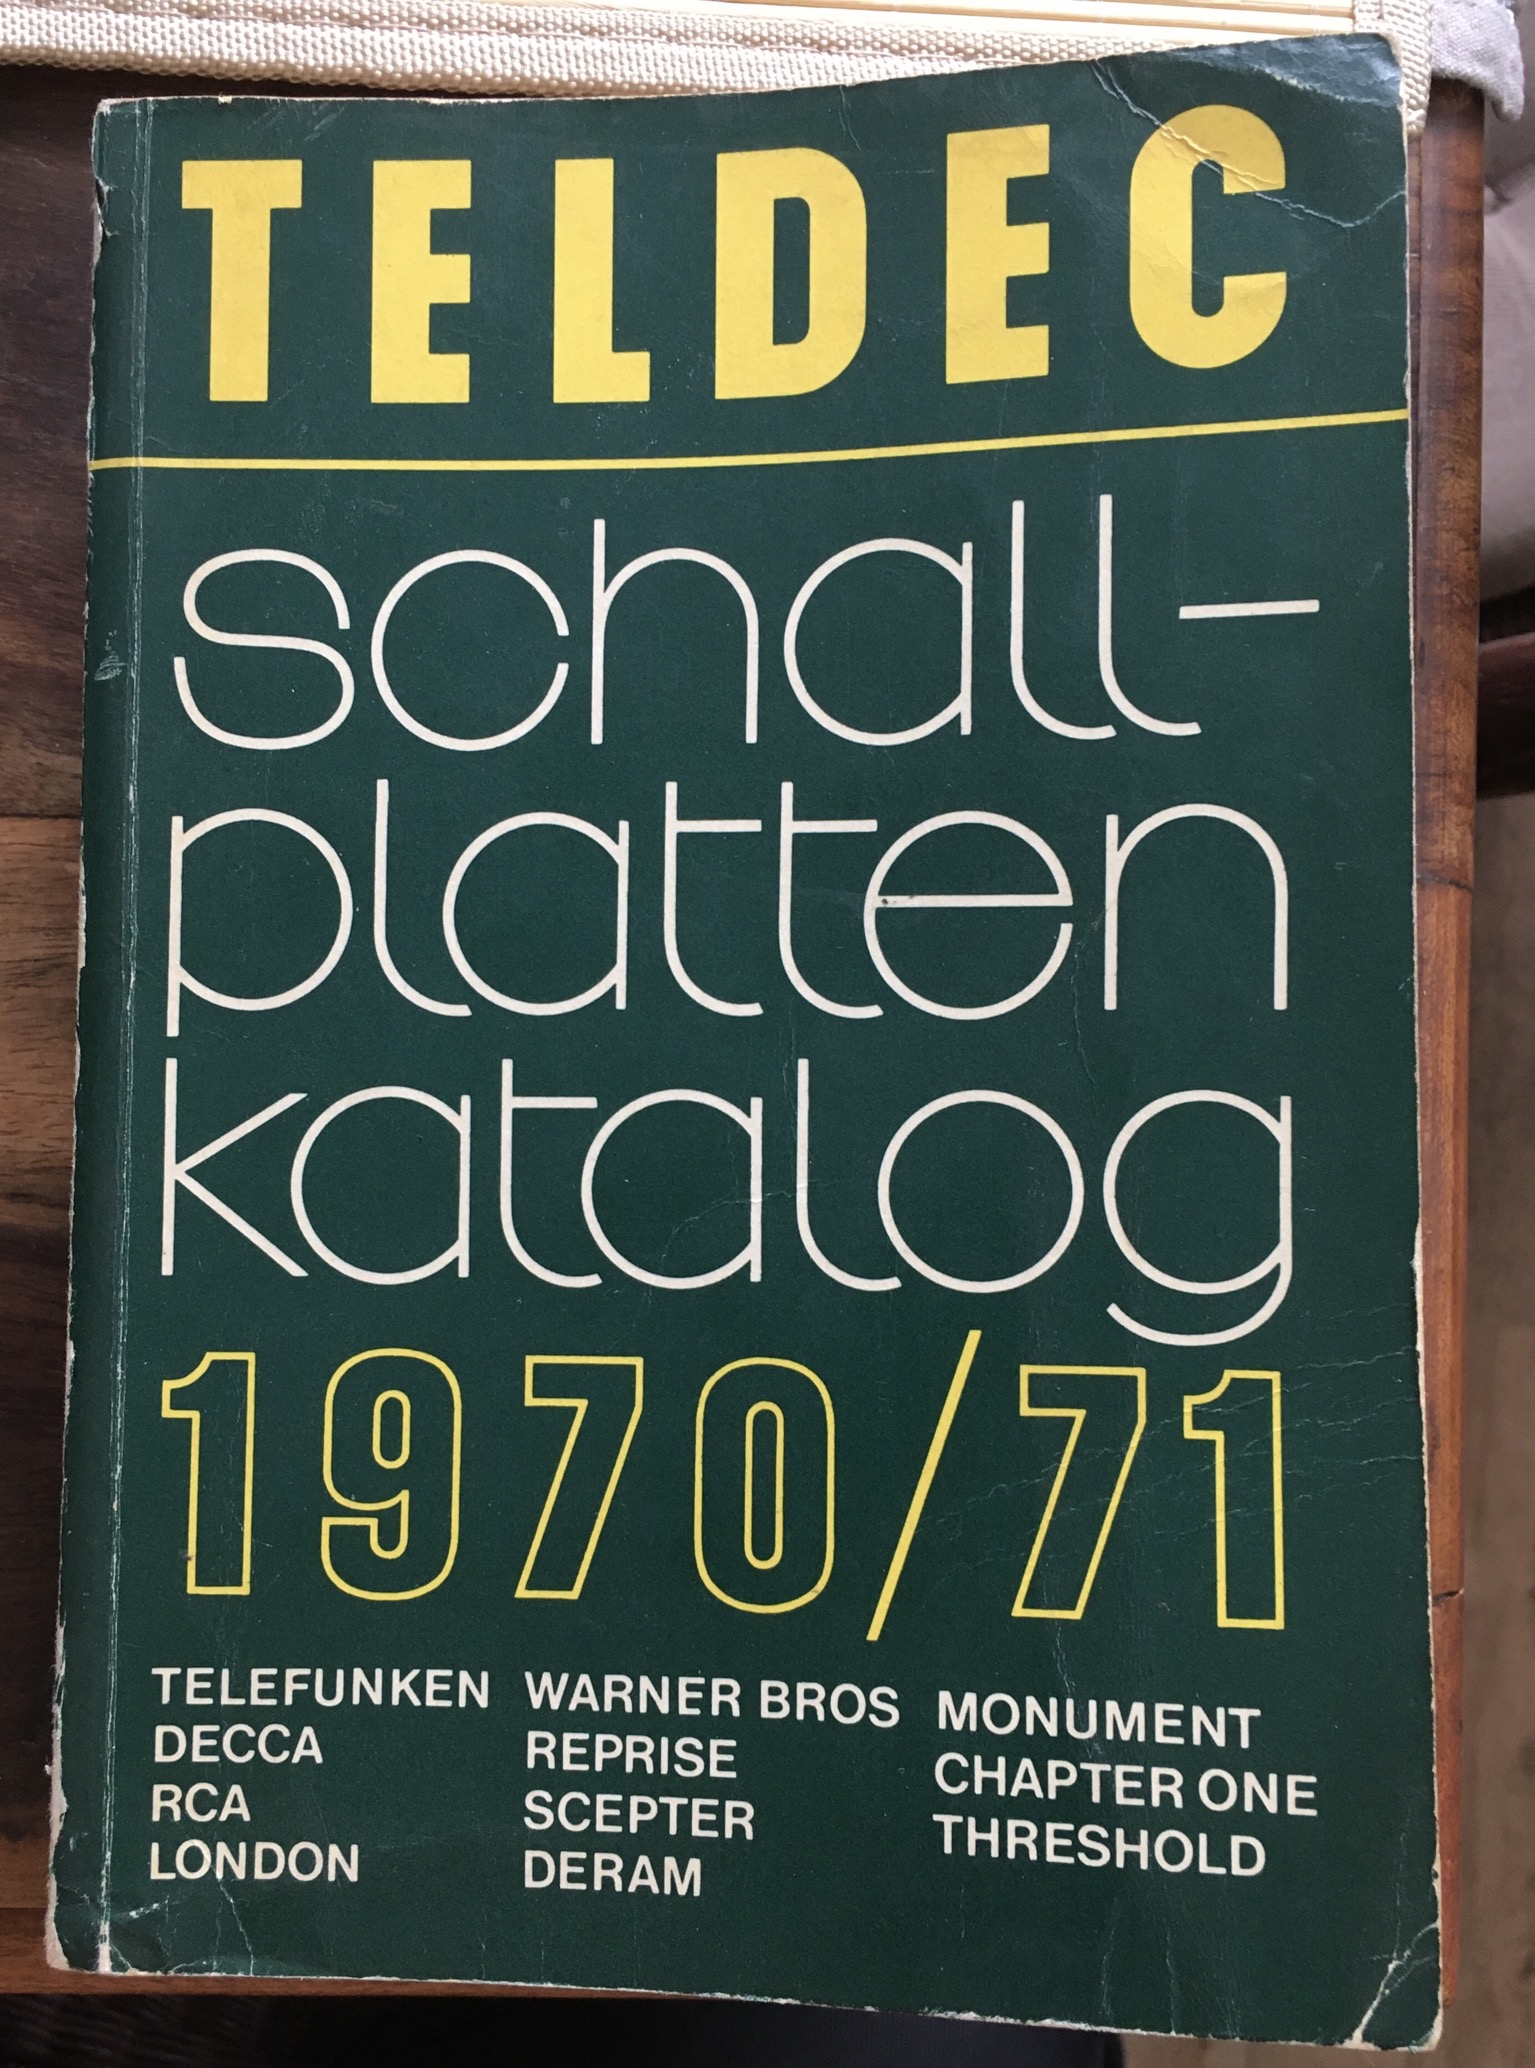 TELDEC
schall-
platten
katalog
1970/71
TELEFUNKEN
DECCA
RCA
LONDON
WARNER BROS
REPRISE
SCEPTER
DERAM
MONUMENT
CHAPTER ONE
THRESHOLD